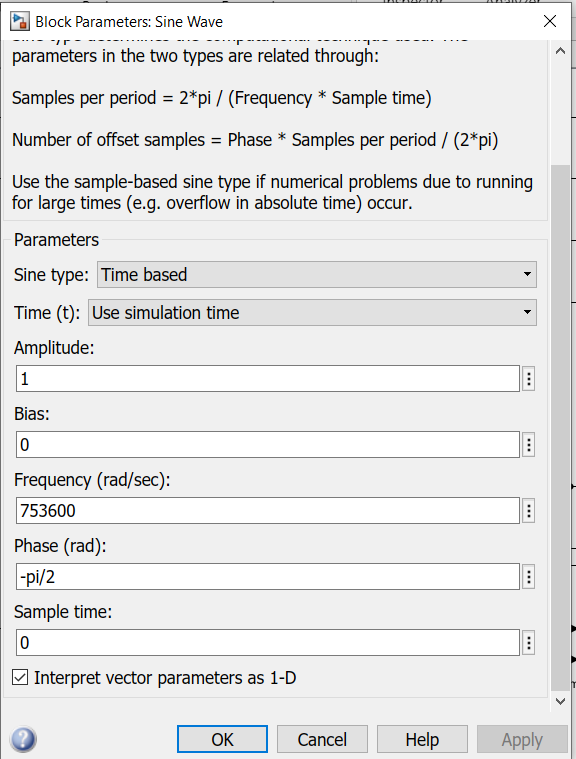 Block Parameters: Sine Wave
parameters in the two types are related through:
Samples per period = 2*pi / (Frequency * Sample time)
Number of offset samples = Phase * Samples per period / (2*pi)
Use the sample-based sine type if numerical problems due to running
for large times (e.g. overflow in absolute time) occur.
Parameters
Sine type: Time based
Time (t): Use simulation time
Amplitude:
1
Bias:
0
Frequency (rad/sec):
753600
Phase (rad):
-pi/2
Sample time:
0
Interpret vector parameters as 1-D
OK Cancel Help Apply